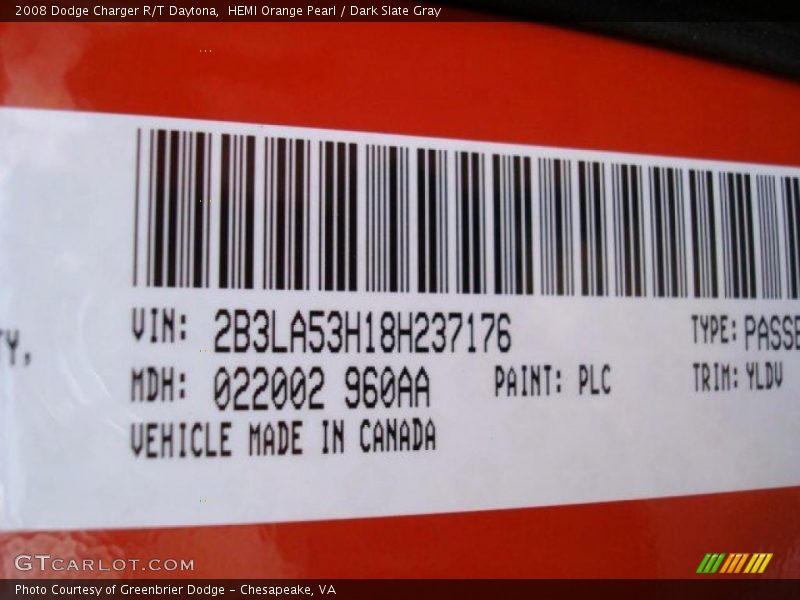 2008 Dodge Charger R/T Daytona,  HEMI Orange Pearl / Dark Slate Gray
VIN: 2B3LA53H18H237176 TYPE: PASSE
TY,
MDH: 022002 960AA PAINT: PLC TRIM: YLDV
VEHICLE MADE IN CANADA
GTCARLOT.COM
Photo Courtesy of Greenbrier Dodge – Chesapeake, VA